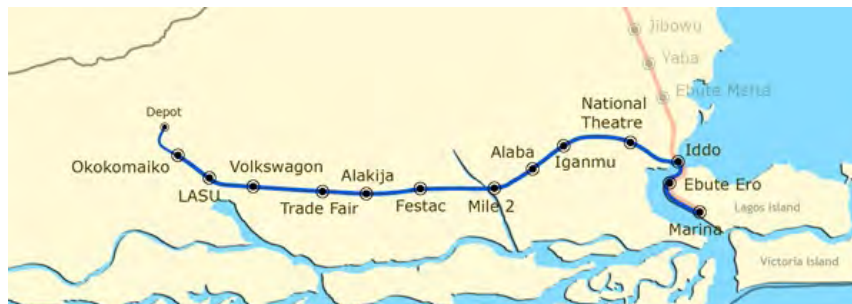 Jibowu
Yaba
Ebute Metta
Depot
National
Theatre
Okokomaiko
Volkswagon
Alaba
Iganmu
Iddo
LASU
Alakija
Trade Fair
Festac
Mile 2
Ebute Ero
Marina
Lagos Island
Victoria Island